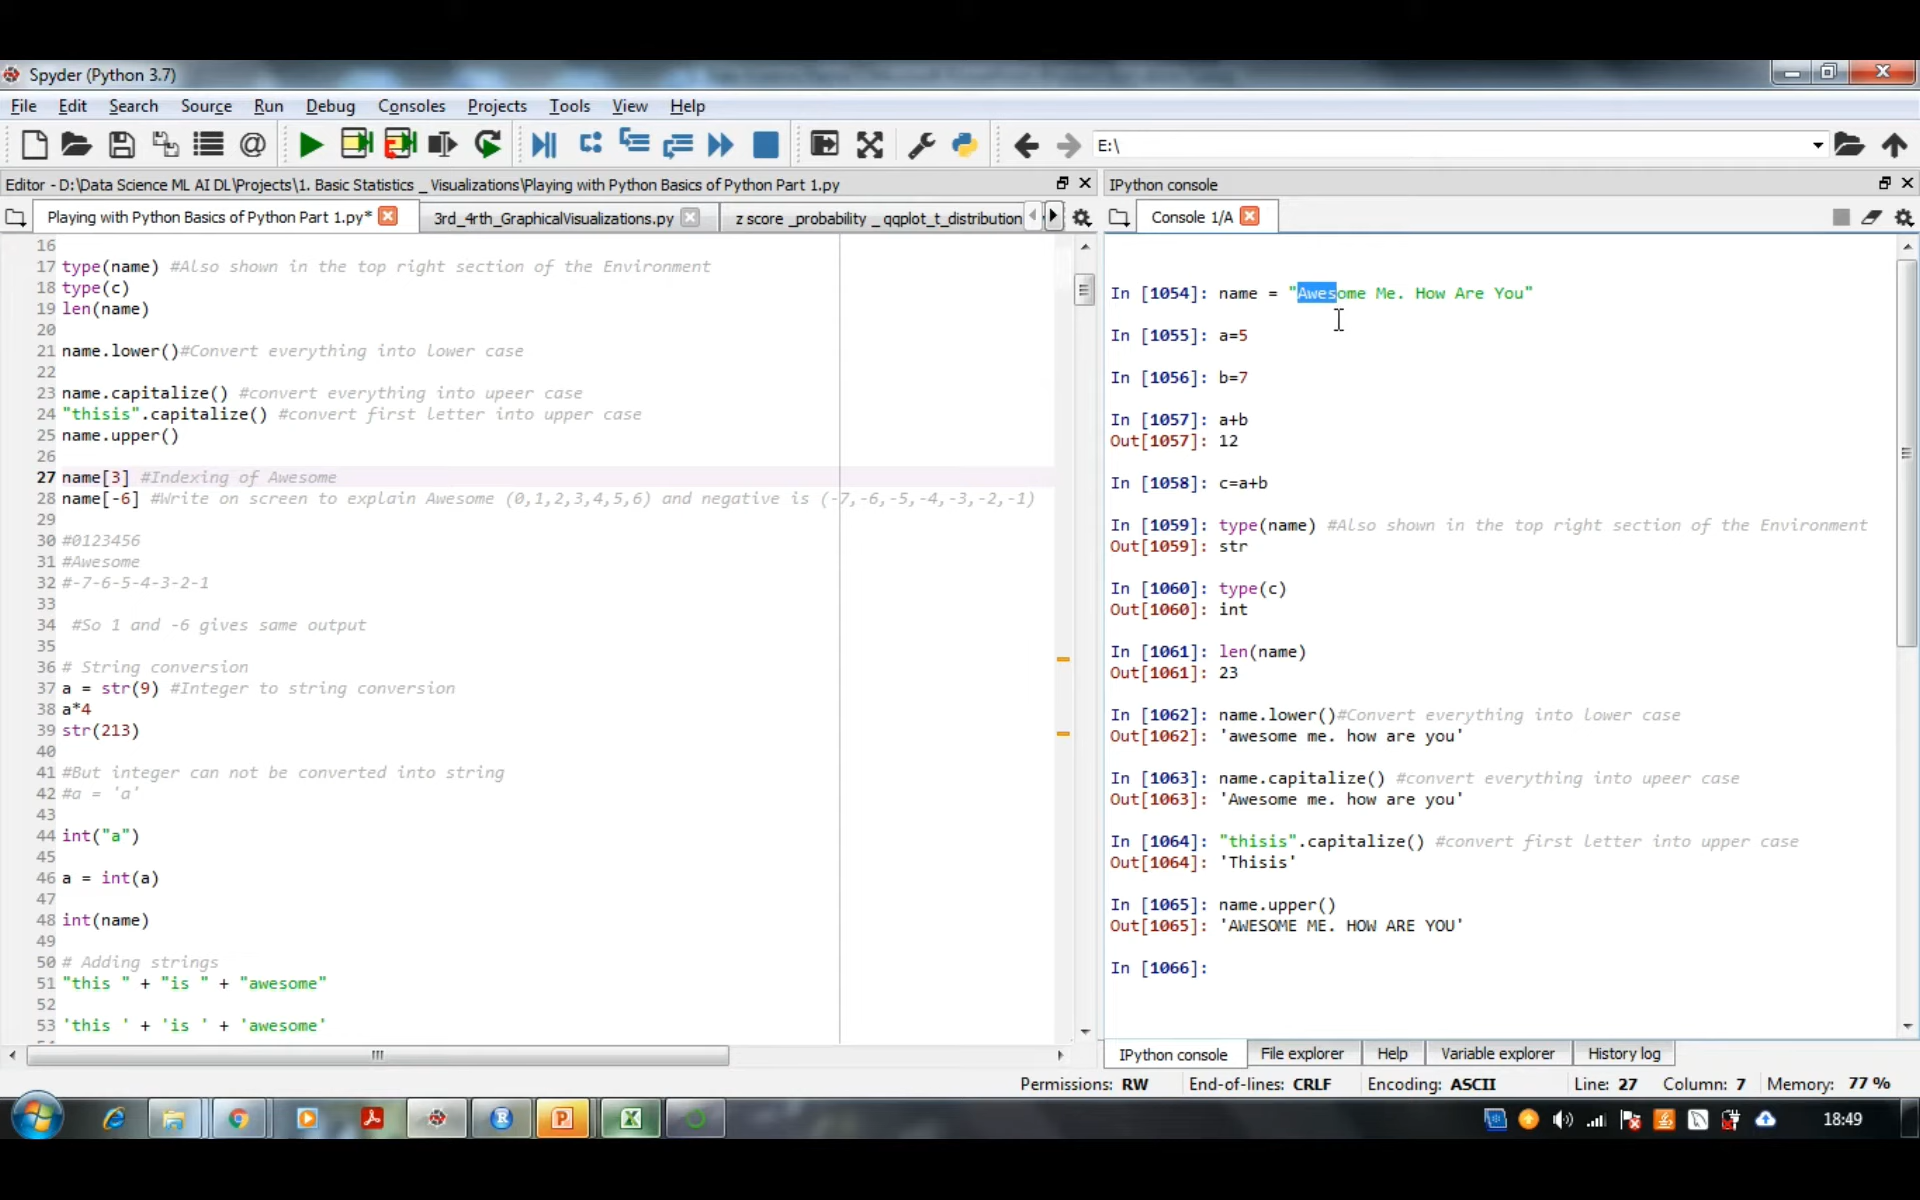 Spyder (Python 3.7)
File Edit Search Source Run Debug Consoles Projects Tools View Help
E:\
Editor - D:\Data Science ML AI DL\Projects\1. Basic Statistics _ Visualizations\Playing with Python Basics of Python Part 1.py
Playing with Python Basics of Python Part 1.py* 3rd_4rth_GraphicalVisualizations.py z score _probability _ qqplot_t_distribution
16
17 type(name) #Also shown in the top right section of the Environment
18 type(c)
19 len(name)
20
21 name.lower()#Convert everything into lower case
22
23 name.capitalize() #convert everything into upeer case
24 "thisis".capitalize() #convert first letter into upper case
25 name.upper()
26
27 name[3] #Indexing of Awesome
28 name[-6] #Write on screen to explain Awesome (0,1,2,3,4,5,6) and negative is (-7,-6,-5,-4,-3,-2,-1)
29
30 #0123456
31 #Awesome
32 #-7-6-5-4-3-2-1
33
34 #So 1 and -6 gives same output
35
36 # String conversion
37 a = str(9) #Integer to string conversion
38 a*4
39 str(213)
40
41 #But integer can not be converted into string
42 #a = 'a'
43
44 int("a")
45
46 a = int(a)
47
48 int(name)
49
50 # Adding strings
51 "this " + "is " + "awesome"
52
53 'this ' + 'is ' + 'awesome'
IPython console
Console 1/A
In [1054]: name = "Awesome Me. How Are You"
In [1055]: a=5
In [1056]: b=7
In [1057]: a+b
Out[1057]: 12
In [1058]: c=a+b
In [1059]: type(name) #Also shown in the top right section of the Environment
Out[1059]: str
In [1060]: type(c)
Out[1060]: int
In [1061]: len(name)
Out[1061]: 23
In [1062]: name.lower()#Convert everything into lower case
Out[1062]: 'awesome me. how are you'
In [1063]: name.capitalize() #convert everything into upeer case
Out[1063]: 'Awesome me. how are you'
In [1064]: "thisis".capitalize() #convert first letter into upper case
Out[1064]: 'Thisis'
In [1065]: name.upper()
Out[1065]: 'AWESOME ME. HOW ARE YOU'
In [1066]:
IPython console File explorer Help Variable explorer History log
Permissions: RW End-of-lines: CRLF Encoding: ASCII Line: 27 Column: 7 Memory: 77 %
18:49